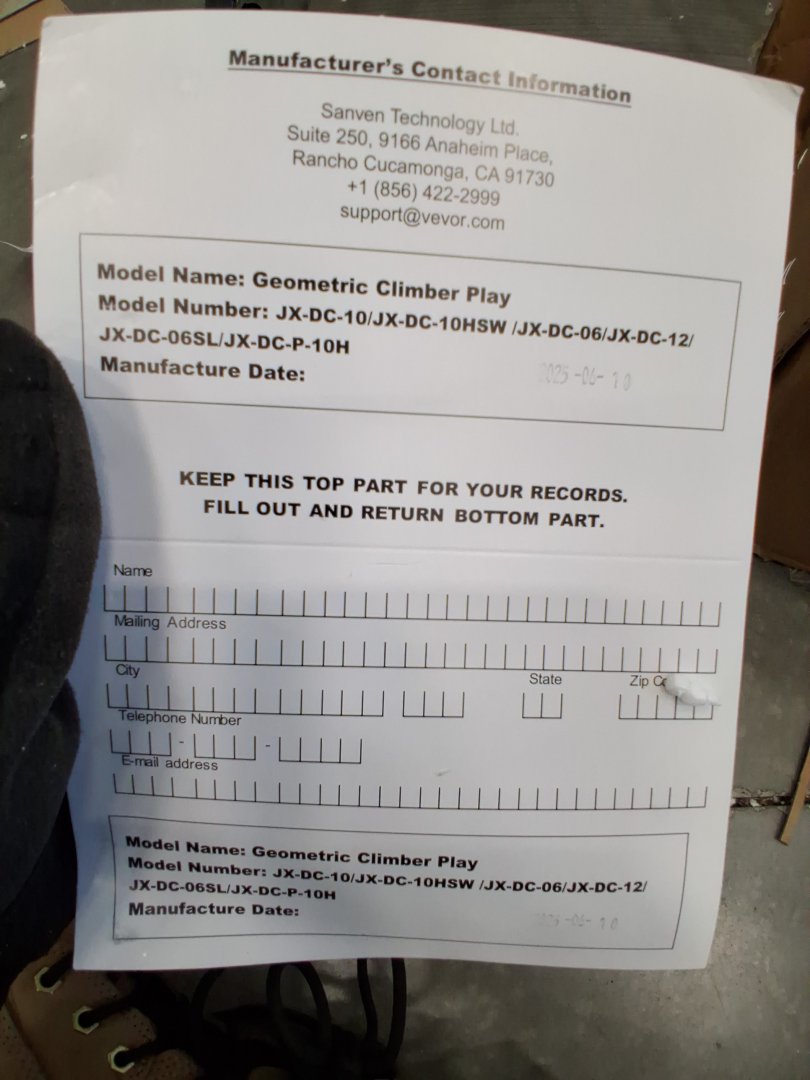 Manufacturer's Contact Information
Sanven Technology Ltd.
Suite 250, 9166 Anaheim Place,
Rancho Cucamonga, CA 91730
+1 (856) 422-2999
support@vevor.com
Model Name: Geometric Climber Play
Model Number: JX-DC-10/JX-DC-10HSW /JX-DC-06/JX-DC-12/
JX-DC-06SL/JX-DC-P-10H
Manufacture Date: 2025-06-10
KEEP THIS TOP PART FOR YOUR RECORDS.
FILL OUT AND RETURN BOTTOM PART.
Name
Mailing Address
City State Zip
Telephone Number
- -
E-mail address
Model Name: Geometric Climber Play
Model Number: JX-DC-10/JX-DC-10HSW /JX-DC-06/JX-DC-12/
JX-DC-06SL/JX-DC-P-10H
Manufacture Date: